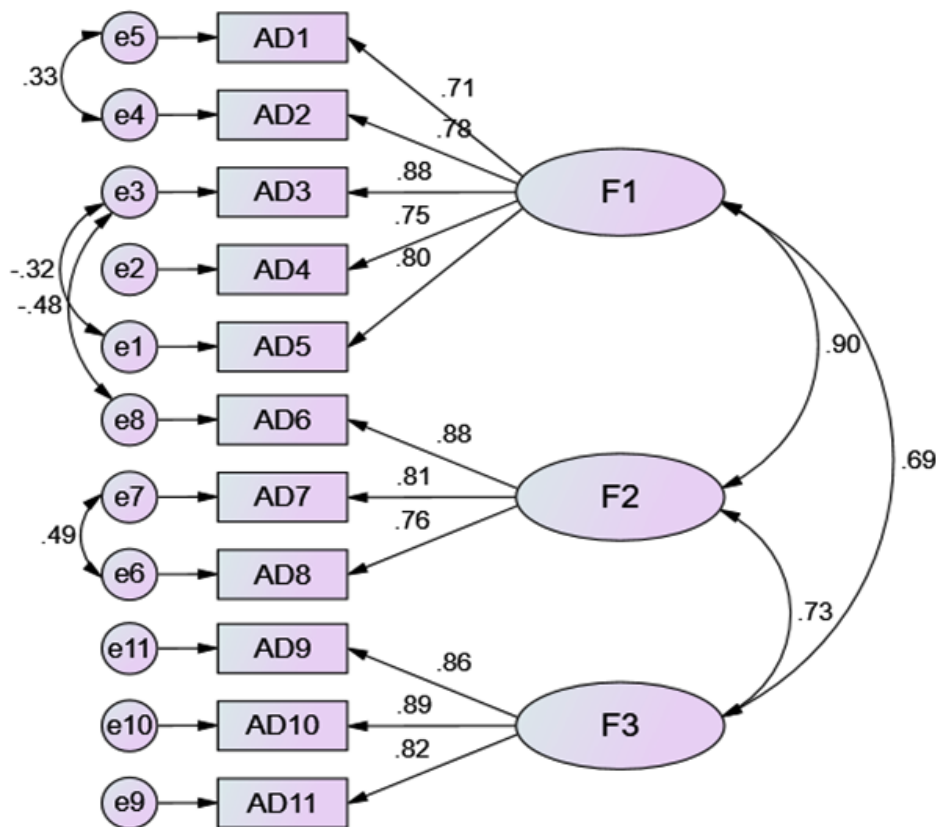 e5 AD1
.71
.33
e4 AD2
.78
e3 AD3 .88 F1
.75
-.32 e2 AD4
.80
-.48
e1 AD5 .90
e8 AD6 .88
.69
.81
e7 AD7 F2
.49 .76
e6 AD8
.73
e11 AD9 .86
.89
e10 AD10 F3
.82
e9 AD11